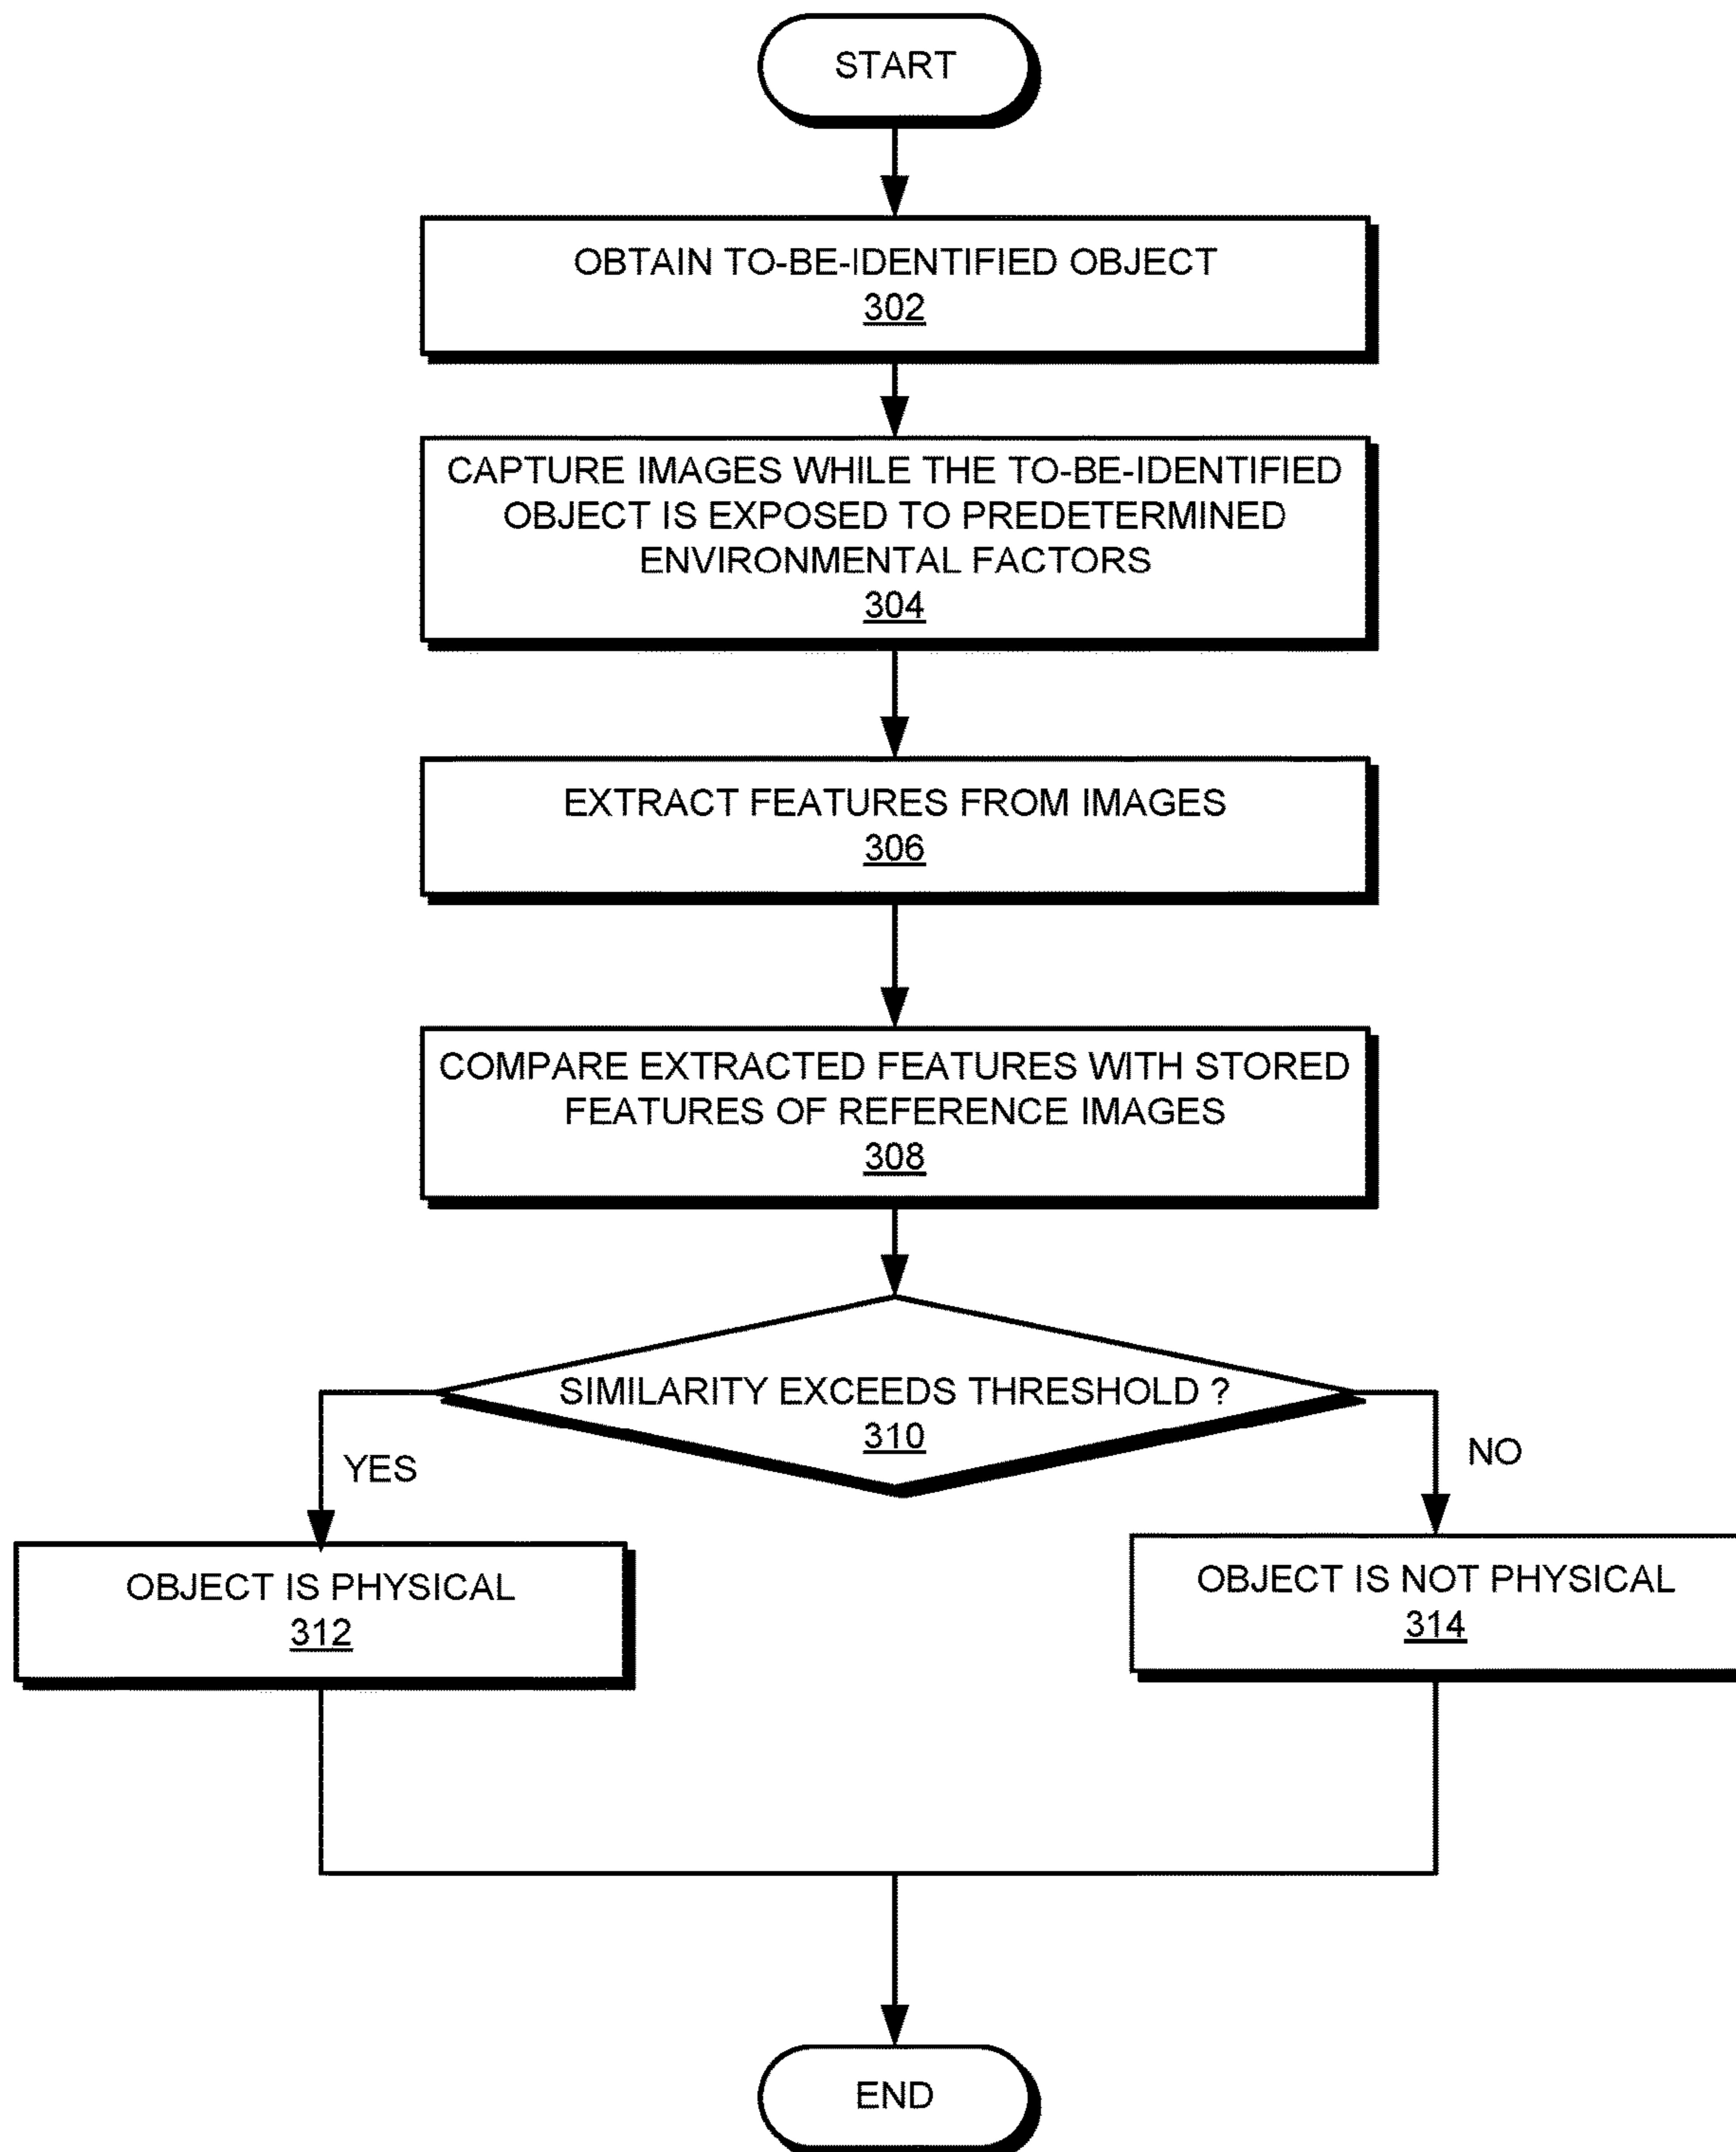 START
OBTAIN TO-BE-IDENTIFIED OBJECT
302
CAPTURE IMAGES WHILE THE TO-BE-IDENTIFIED
OBJECT IS EXPOSED TO PREDETERMINED
ENVIRONMENTAL FACTORS
304
EXTRACT FEATURES FROM IMAGES
306
COMPARE EXTRACTED FEATURES WITH STORED
FEATURES OF REFERENCE IMAGES
308
SIMILARITY EXCEEDS THRESHOLD ?
310
YES
NO
OBJECT IS PHYSICAL
312
OBJECT IS NOT PHYSICAL
314
END